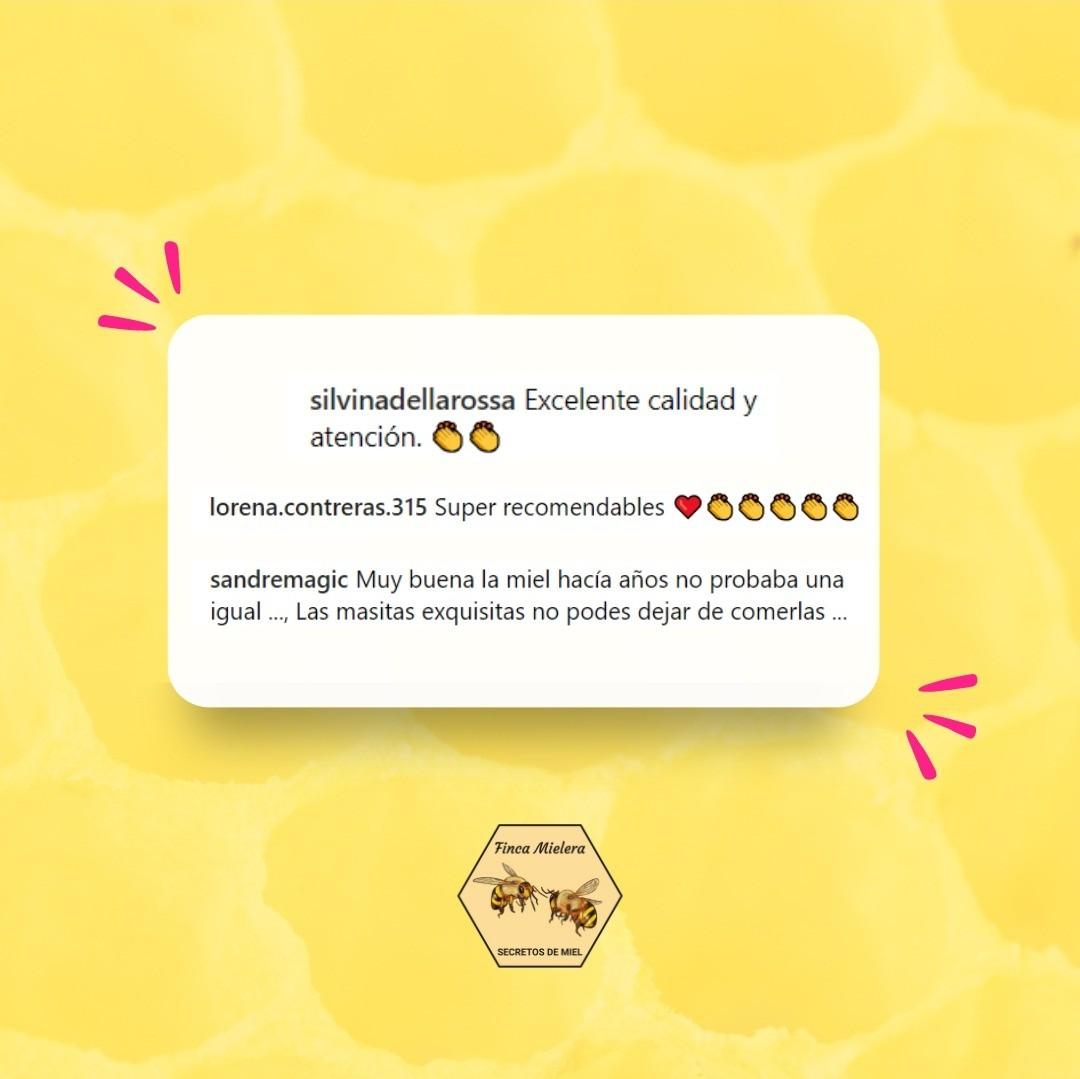 silvinadellarossa Excelente calidad y
atención. 👏👏
lorena.contreras.315 Super recomendables ❤️👏👏👏👏👏
sandremagic Muy buena la miel hacía años no probaba una
igual ..., Las masitas exquisitas no podes dejar de comerlas ...
Finca Mielera
SECRETOS DE MIEL